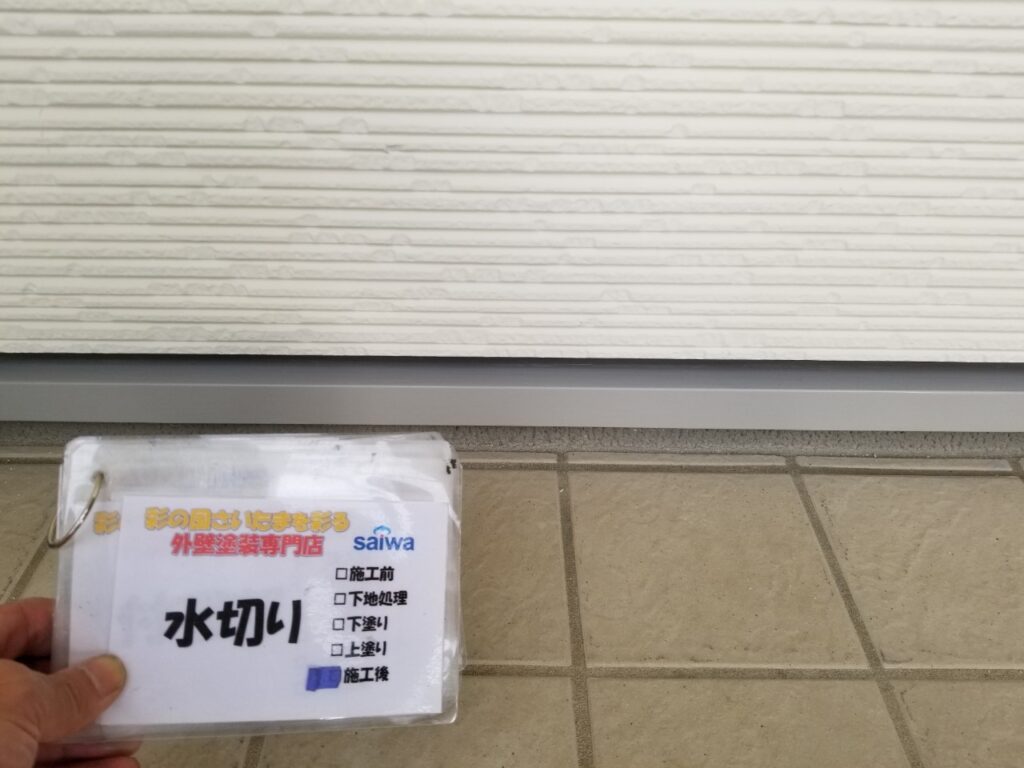 彩の国さいたまを彩る
外壁塗装専門店
saiwa
水切り
□施工前
□下地処理
□下塗り
□上塗り
施工後